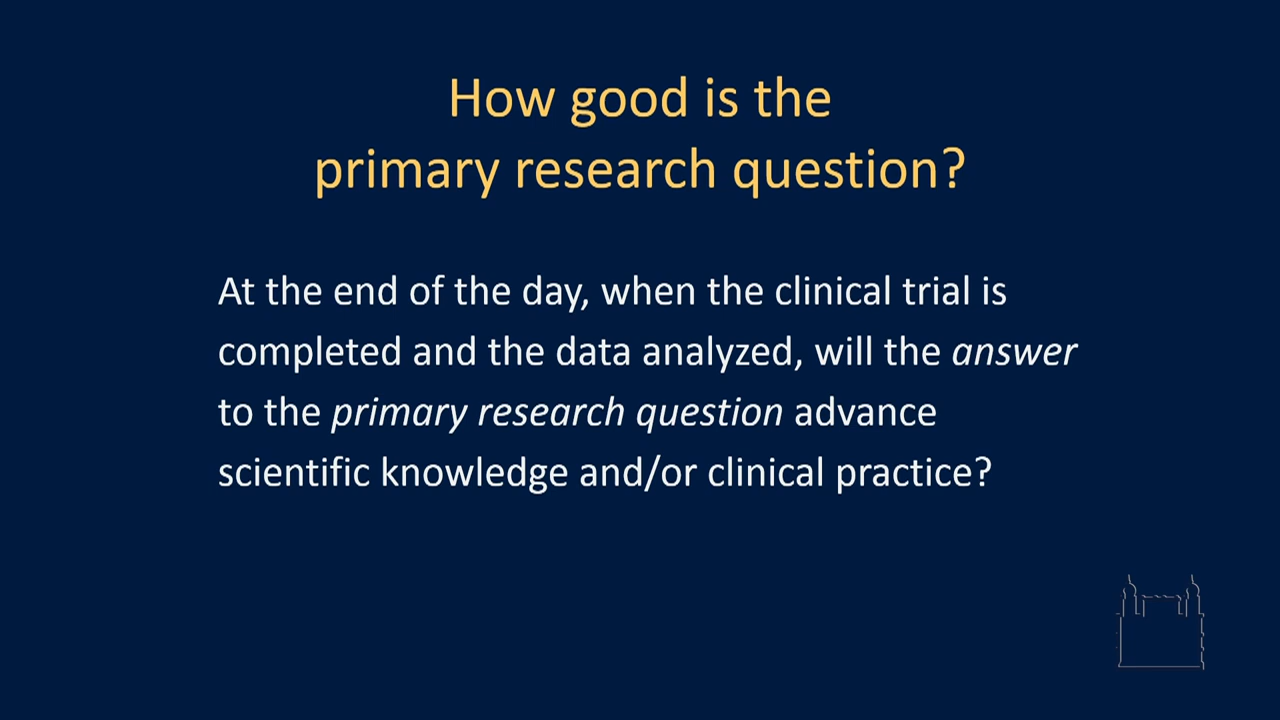 How good is the
primary research question?
At the end of the day, when the clinical trial is
completed and the data analyzed, will the answer
to the primary research question advance
scientific knowledge and/or clinical practice?